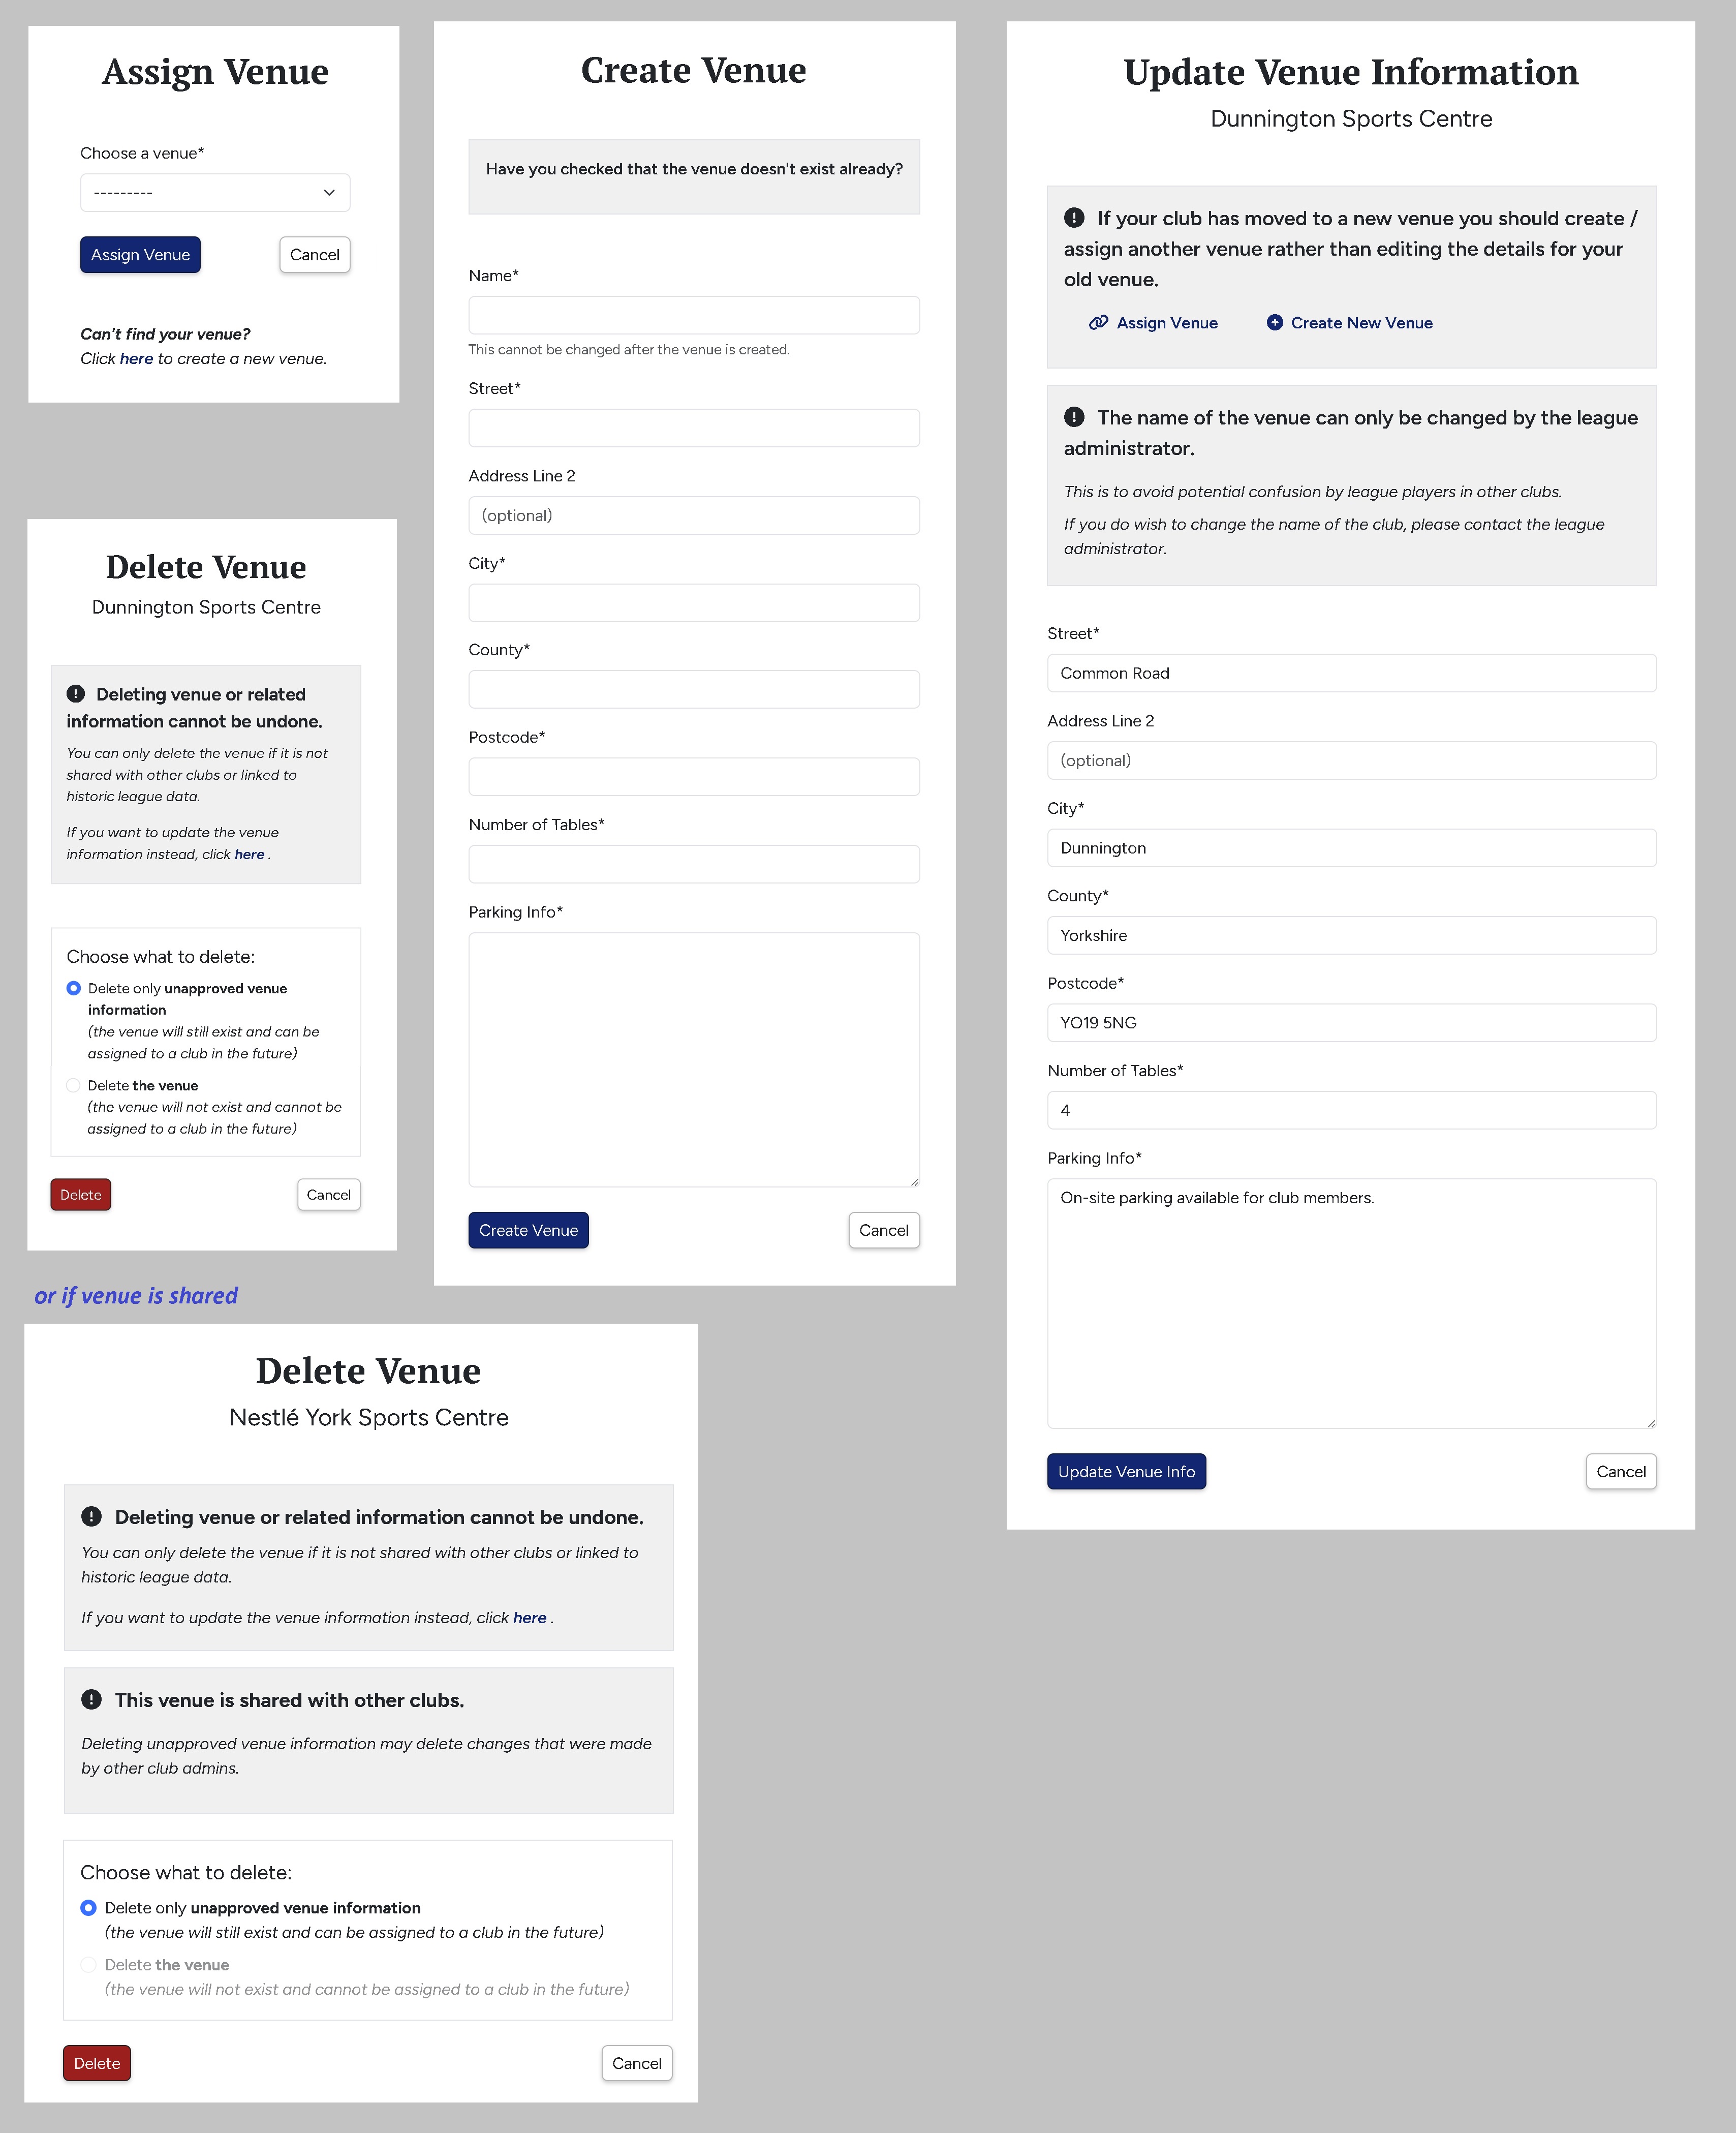 Assign Venue
Choose a venue*
---------
Assign Venue
Cancel
Can't find your venue?
Click here to create a new venue.
Delete Venue
Dunnington Sports Centre
Deleting venue or related
information cannot be undone.
You can only delete the venue if it is not
shared with other clubs or linked to
historic league data.
If you want to update the venue
information instead, click here .
Choose what to delete:
Delete only unapproved venue
information
(the venue will still exist and can be
assigned to a club in the future)
Delete the venue
(the venue will not exist and cannot be
assigned to a club in the future)
Delete
Cancel
or if venue is shared
Delete Venue
Nestlé York Sports Centre
Deleting venue or related information cannot be undone.
You can only delete the venue if it is not shared with other clubs or linked to
historic league data.
If you want to update the venue information instead, click here .
This venue is shared with other clubs.
Deleting unapproved venue information may delete changes that were made
by other club admins.
Choose what to delete:
Delete only unapproved venue information
(the venue will still exist and can be assigned to a club in the future)
Delete the venue
(the venue will not exist and cannot be assigned to a club in the future)
Delete
Cancel
Create Venue
Have you checked that the venue doesn't exist already?
Name*
This cannot be changed after the venue is created.
Street*
Address Line 2
(optional)
City*
County*
Postcode*
Number of Tables*
Parking Info*
Create Venue
Cancel
Update Venue Information
Dunnington Sports Centre
If your club has moved to a new venue you should create /
assign another venue rather than editing the details for your
old venue.
Assign Venue
Create New Venue
The name of the venue can only be changed by the league
administrator.
This is to avoid potential confusion by league players in other clubs.
If you do wish to change the name of the club, please contact the league
administrator.
Street*
Common Road
Address Line 2
(optional)
City*
Dunnington
County*
Yorkshire
Postcode*
YO19 5NG
Number of Tables*
4
Parking Info*
On-site parking available for club members.
Update Venue Info
Cancel